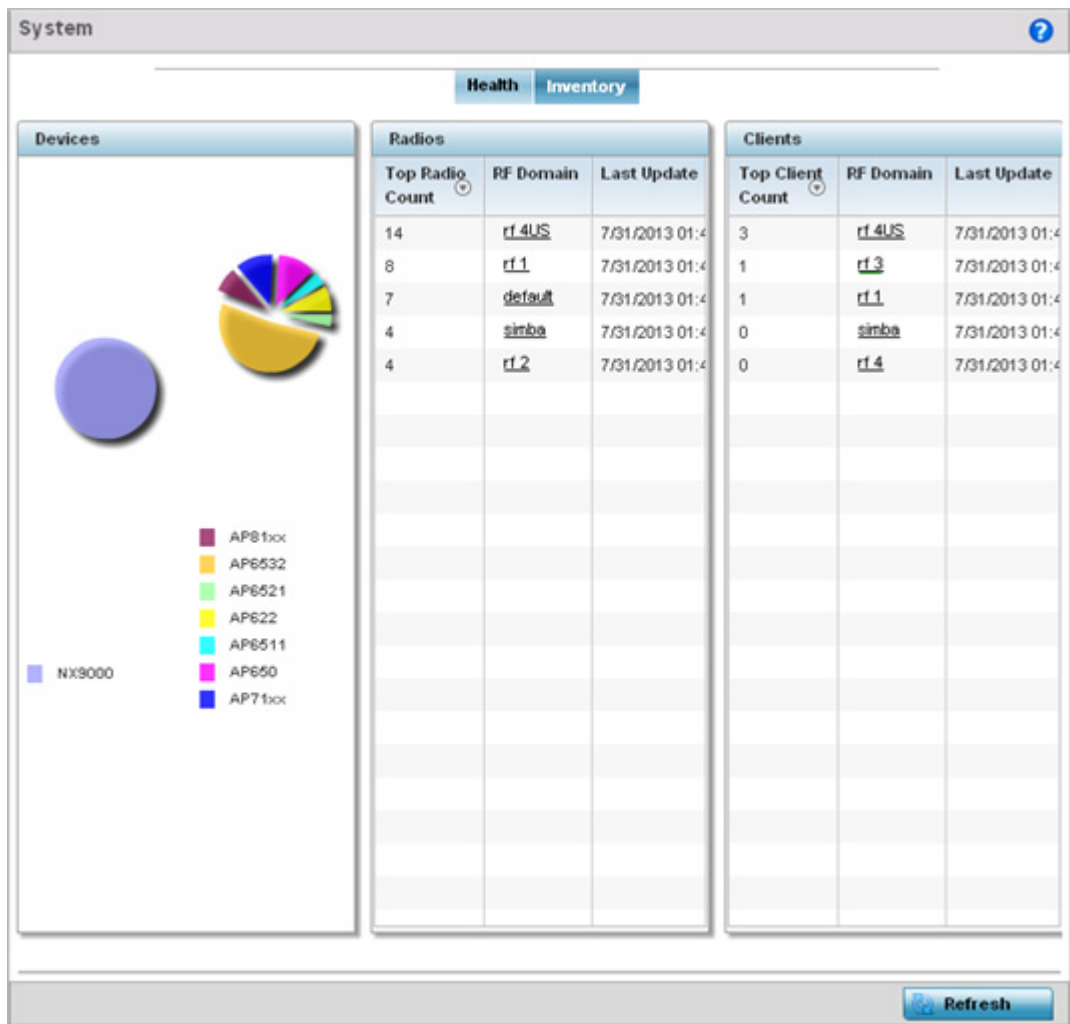 System
?
Health Inventory
Devices
NX9000
AP81xx
AP6532
AP6521
AP622
AP6511
AP650
AP71xx
Radios
Top Radio Count RF Domain Last Update
14 rf 4US 7/31/2013 01:4
8 rf 1 7/31/2013 01:4
7 default 7/31/2013 01:4
4 simba 7/31/2013 01:4
4 rf 2 7/31/2013 01:4
Clients
Top Client Count RF Domain Last Update
3 rf 4US 7/31/2013 01:4
1 rf 3 7/31/2013 01:4
1 rf 1 7/31/2013 01:4
0 simba 7/31/2013 01:4
0 rf 4 7/31/2013 01:4
Refresh